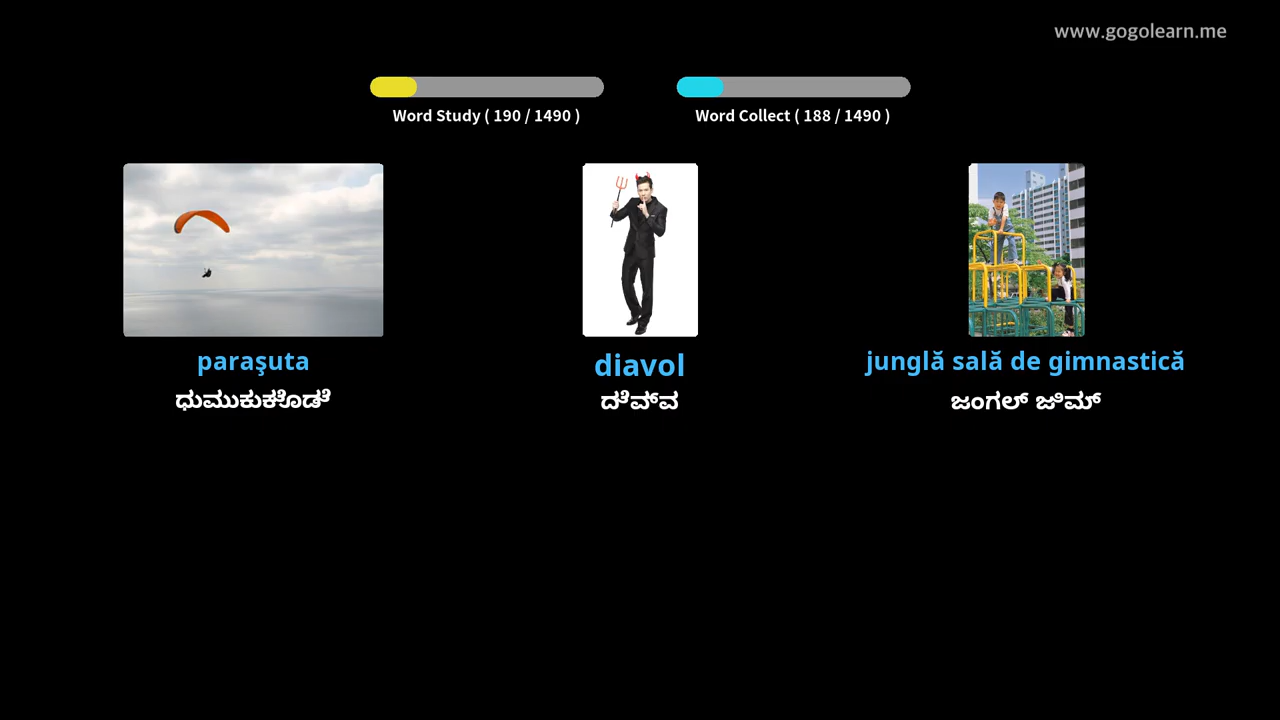 www.gogolearn.me
Word Study ( 190 / 1490 )
Word Collect ( 188 / 1490 )
paraşuta
diavol
junglă sală de gimnastică
ಧುಮುಕುಕೊಡೆ
ದೆವ್ವ
ಜಂಗಲ್ ಜಿಮ್